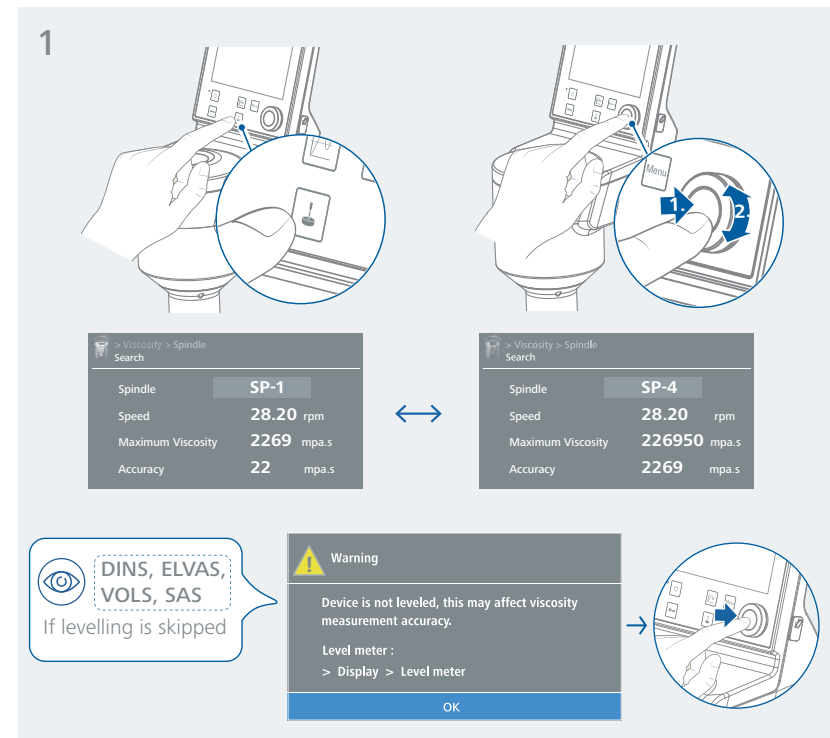 1
Menu
1.
2.
> Viscosity > Spindle
Search
Spindle SP-1
Speed 28.20 rpm
Maximum Viscosity 2269 mpa.s
Accuracy 22 mpa.s
> Viscosity > Spindle
Search
Spindle SP-4
Speed 28.20 rpm
Maximum Viscosity 226950 mpa.s
Accuracy 2269 mpa.s
DINS, ELVAS,
VOLS, SAS
If levelling is skipped
Warning
Device is not leveled, this may affect viscosity
measurement accuracy.
Level meter :
> Display > Level meter
OK